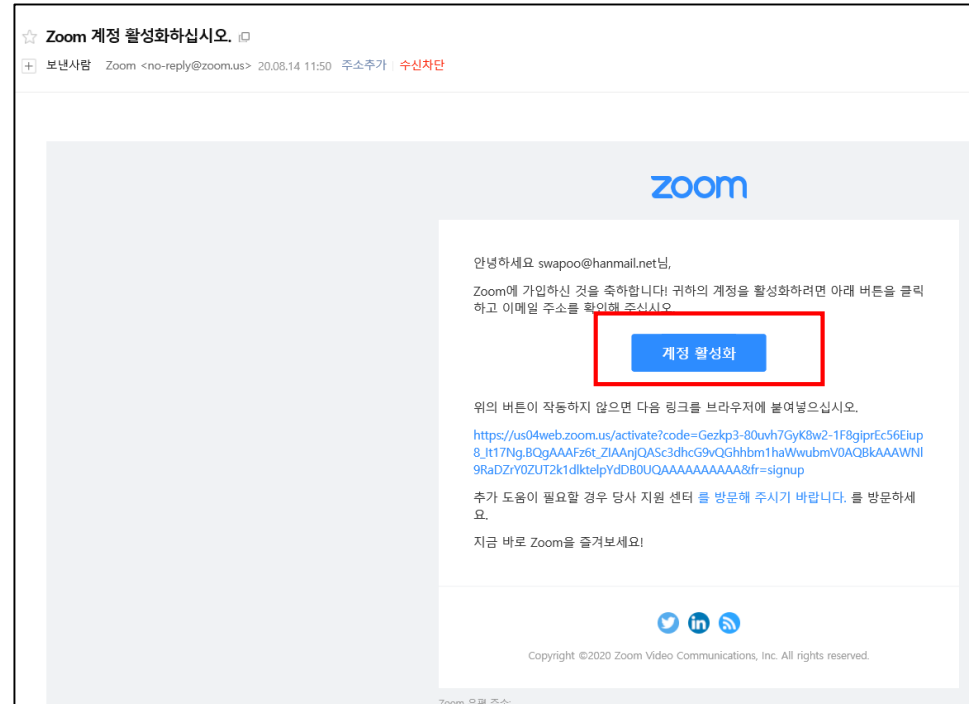 Zoom 계정 활성화하십시오.
보낸사람 Zoom <no-reply@zoom.us> 20.08.14 11:50 주소추가 수신차단
zoom
안녕하세요 swapoo@hanmail.net님,
Zoom에 가입하신 것을 축하합니다! 귀하의 계정을 활성화하려면 아래 버튼을 클릭
하고 이메일 주소를 확인해 주십시오.
계정 활성화
위의 버튼이 작동하지 않으면 다음 링크를 브라우저에 붙여넣으십시오.
https://us04web.zoom.us/activate?code=Gezkp3-80uvh7GyK8w2-1F8giprEc56Eiup
8_It17Ng.BQgAAAFz6t_ZIAAnjQASc3dhcG9vQGhhbm1haWwubmV0AQBkAAAWNl
9RaDZrY0ZUT2k1dlktelpYdDB0UQAAAAAAAAAA&fr=signup
추가 도움이 필요할 경우 당사 지원 센터 를 방문해 주시기 바랍니다. 를 방문하세
요.
지금 바로 Zoom을 즐겨보세요!
in
Copyright ©2020 Zoom Video Communications, Inc. All rights reserved.
Zoom 우편 주소: